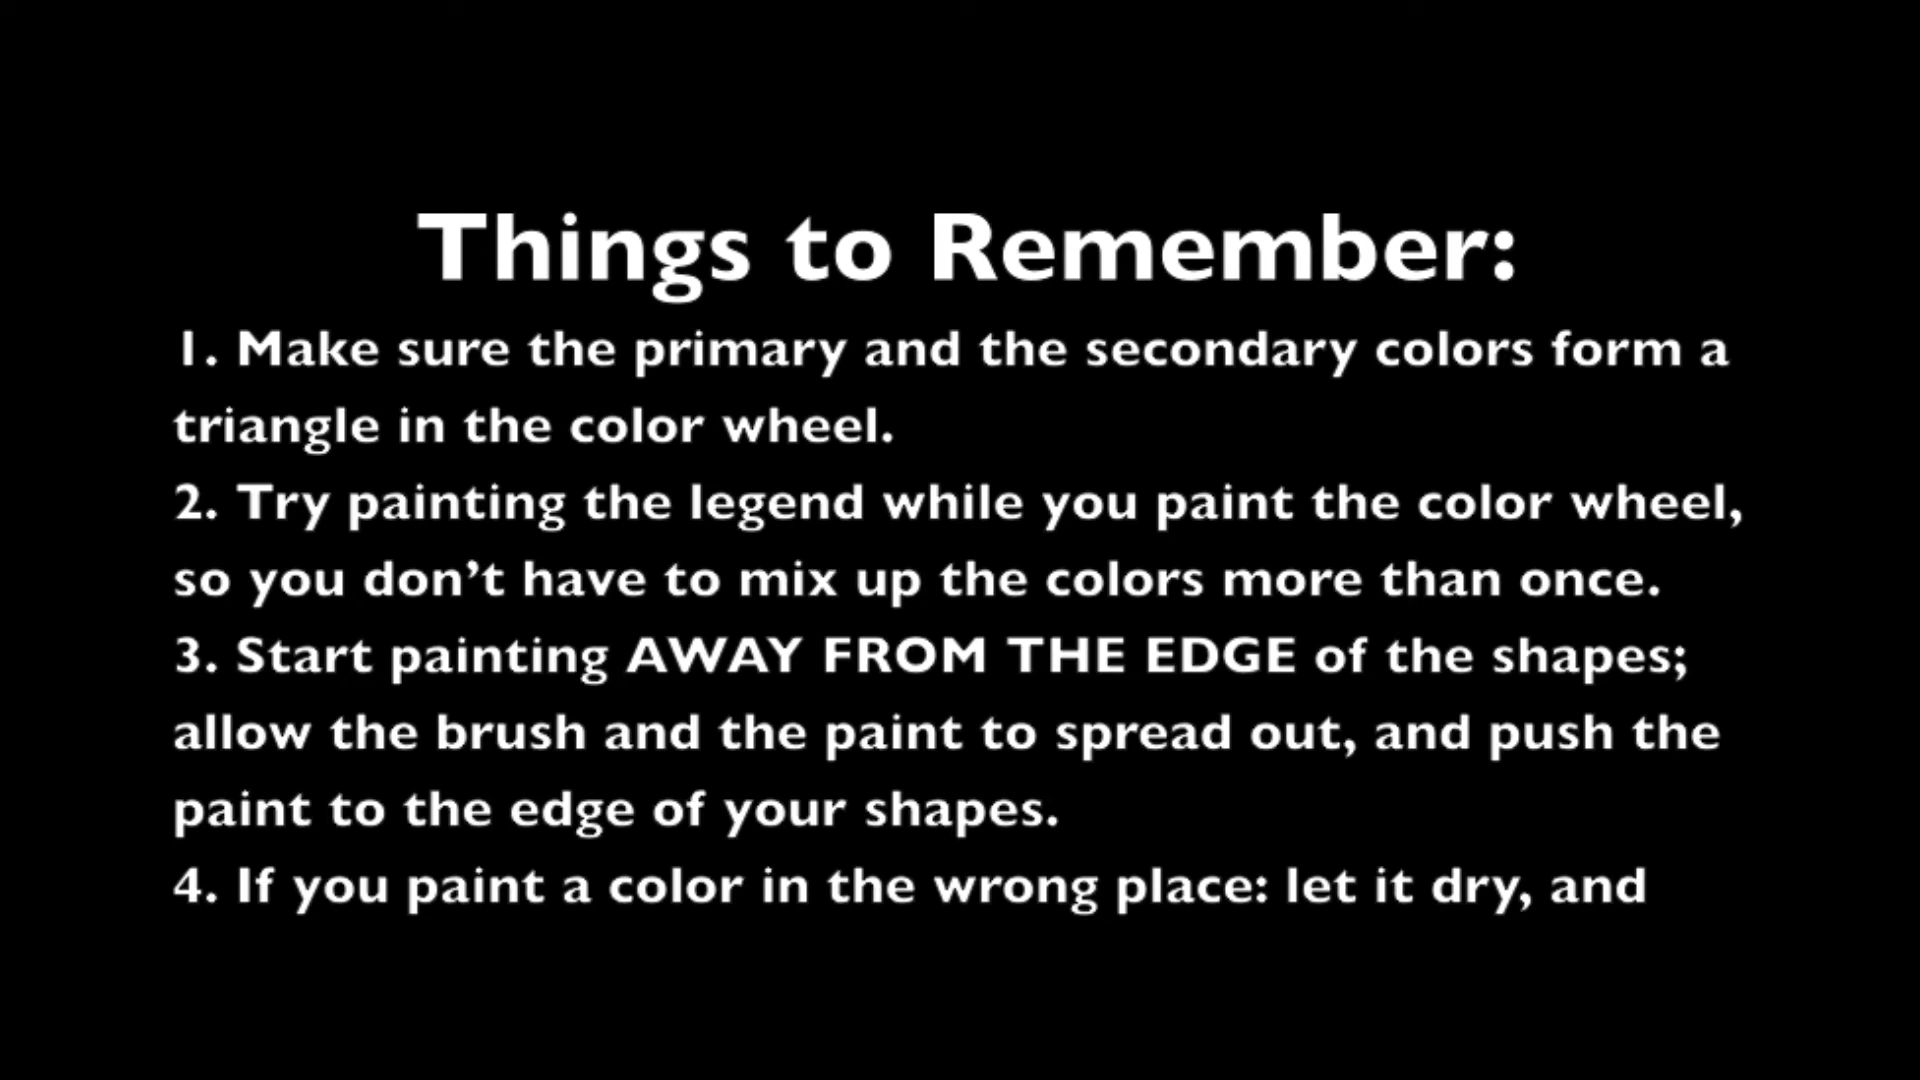 Things to Remember:
1. Make sure the primary and the secondary colors form a
triangle in the color wheel.
2. Try painting the legend while you paint the color wheel,
so you don’t have to mix up the colors more than once.
3. Start painting AWAY FROM THE EDGE of the shapes;
allow the brush and the paint to spread out, and push the
paint to the edge of your shapes.
4. If you paint a color in the wrong place: let it dry, and